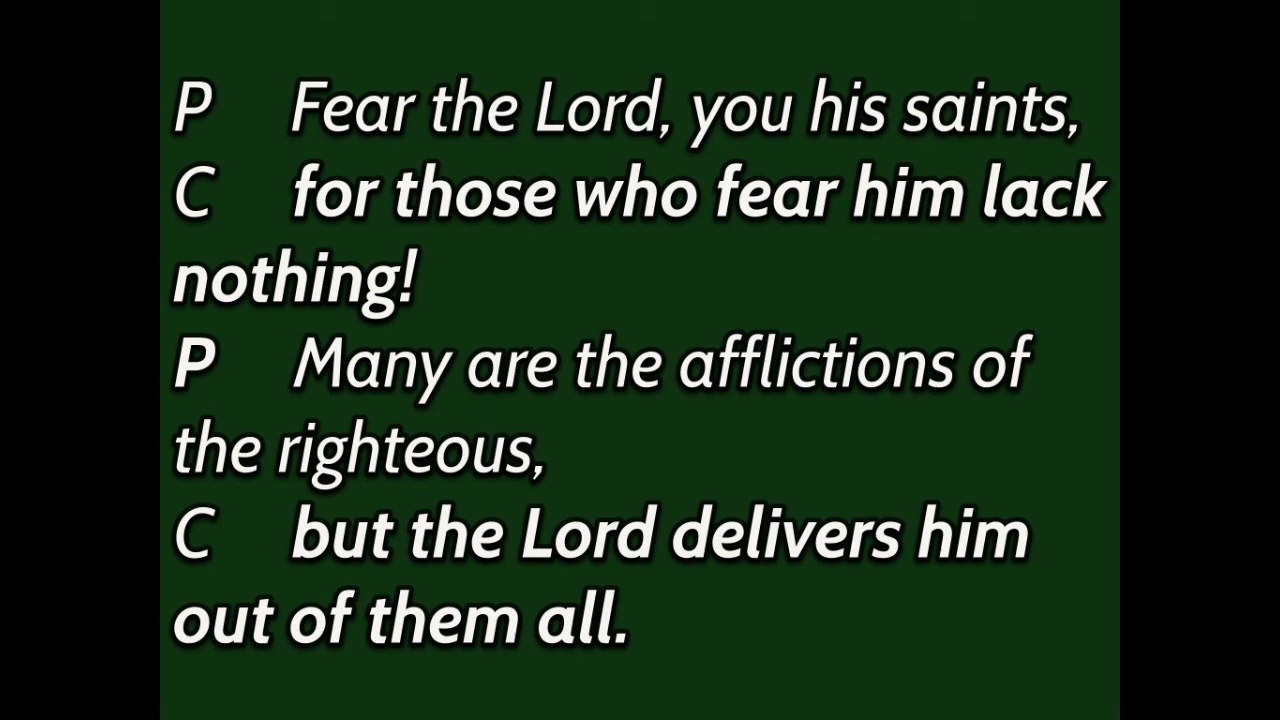 P Fear the Lord, you his saints,
C for those who fear him lack
nothing!
P Many are the afflictions of
the righteous,
C but the Lord delivers him
out of them all.